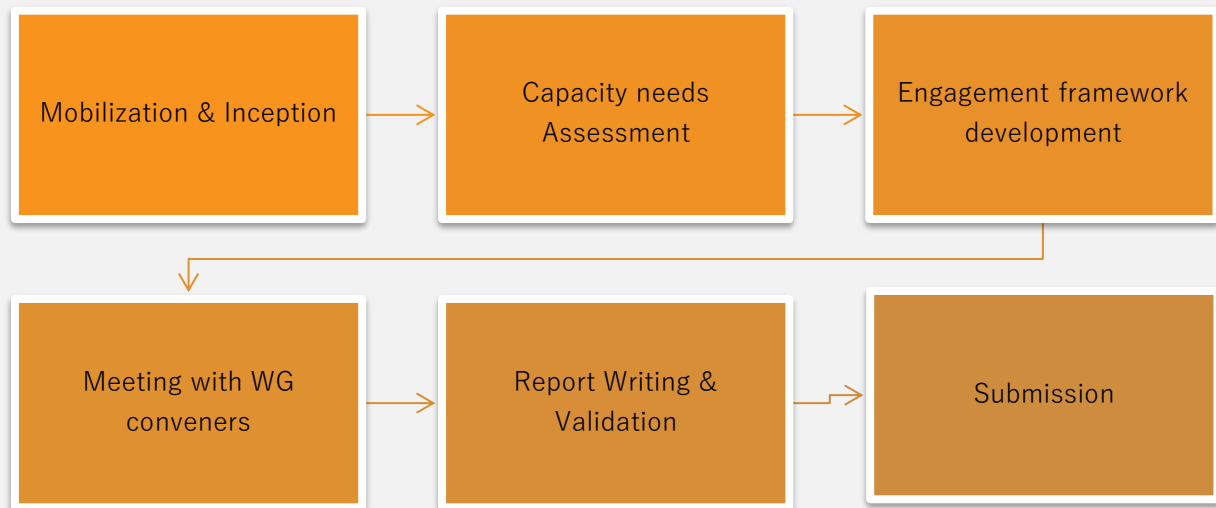 Mobilization & Inception
Capacity needs
Assessment
Engagement framework
development
Meeting with WG
conveners
Report Writing &
Validation
Submission